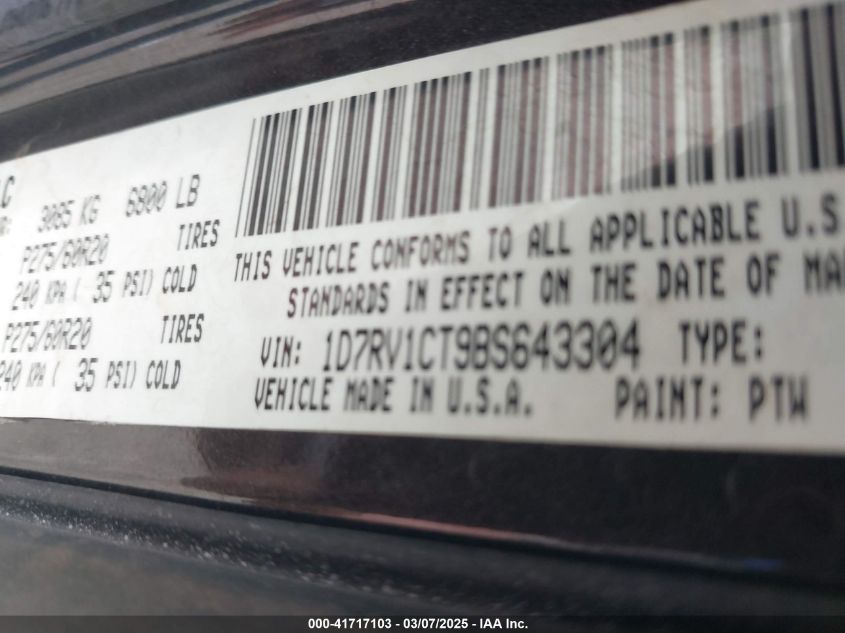 LC
3085 KG 6800 LB
P275/60R20 TIRES
240 KPA ( 35 PSI) COLD
P275/60R20 TIRES
240 KPA ( 35 PSI) COLD
THIS VEHICLE CONFORMS TO ALL APPLICABLE U.S
STANDARDS IN EFFECT ON THE DATE OF MA
VIN: 1D7RV1CT9BS643304 TYPE:
VEHICLE MADE IN U.S.A. PAINT: PTW
000-41717103 — 03/07/2025 - IAA Inc.